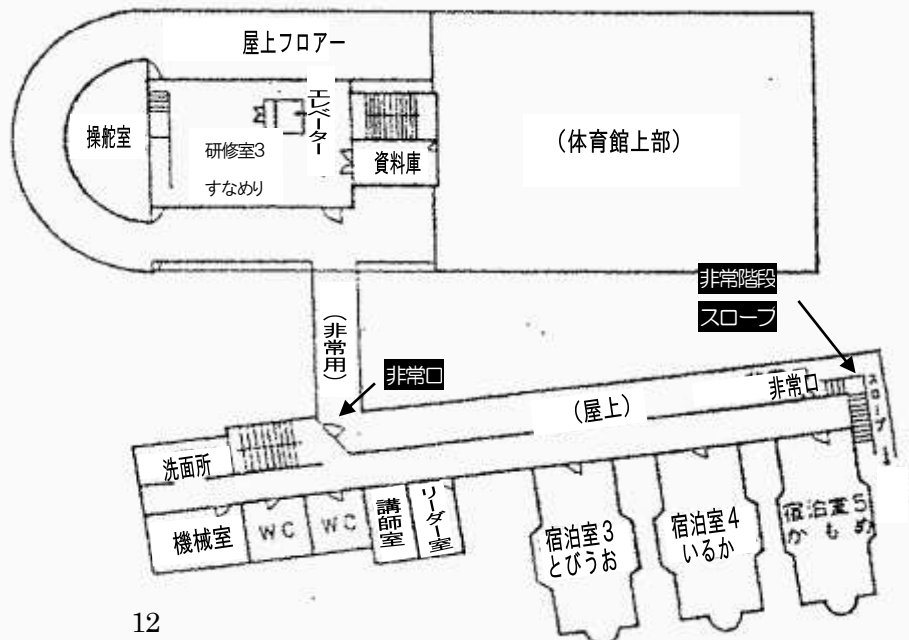 屋上フロアー
エレベーター
操舵室
研修室3
すなめり
資料庫
（体育館上部）
非常階段
スロープ
（非常用）
非常口
非常口
スロープ
（屋上）
洗面所
機械室
WC
WC
講師室
リーダー室
宿泊室3
とびうお
宿泊室4
いるか
宿泊室5
かもめ
12